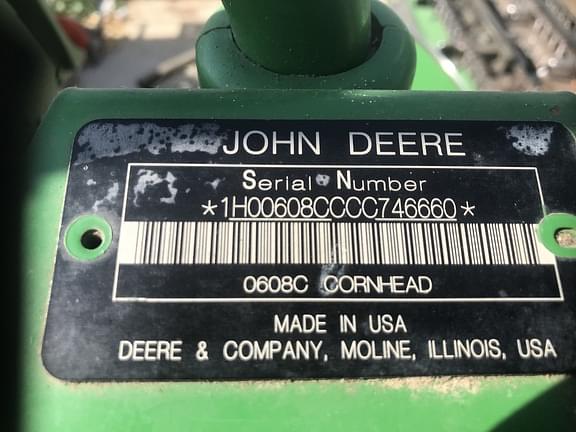 JOHN DEERE
Serial Number
*1H00608CCCC746660*
0608C CORNHEAD
MADE IN USA
DEERE & COMPANY, MOLINE, ILLINOIS, USA